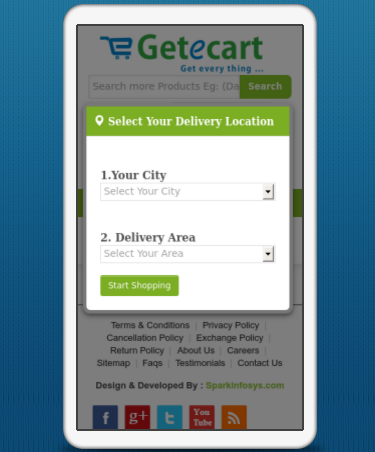 Getecart
Get every thing ...
Search more Products Eg: (Da Search
Select Your Delivery Location
1.Your City
Select Your City
2. Delivery Area
Select Your Area
Start Shopping
Terms & Conditions | Privacy Policy |
Cancellation Policy | Exchange Policy |
Return Policy | About Us | Careers |
Sitemap | Faqs | Testimonials | Contact Us
Design & Developed By : Sparkinfosys.com
f g+ t You
Tube